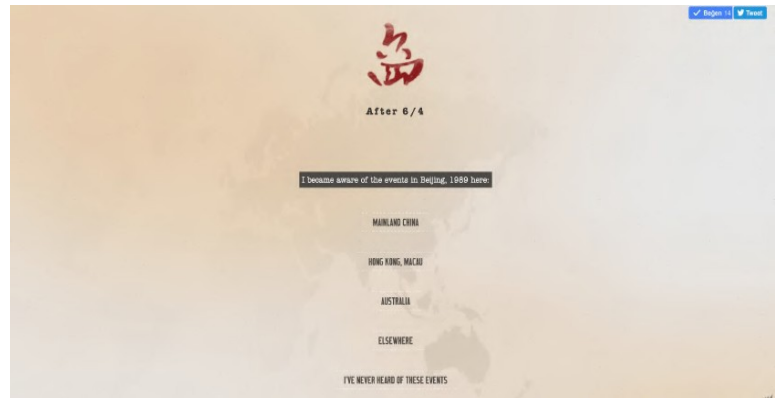 Beğen 14 Tweet
岛
After 6/4
I became aware of the events in Beijing, 1989 here:
MAINLAND CHINA
HONG KONG, MACAU
AUSTRALIA
ELSEWHERE
I'VE NEVER HEARD OF THESE EVENTS